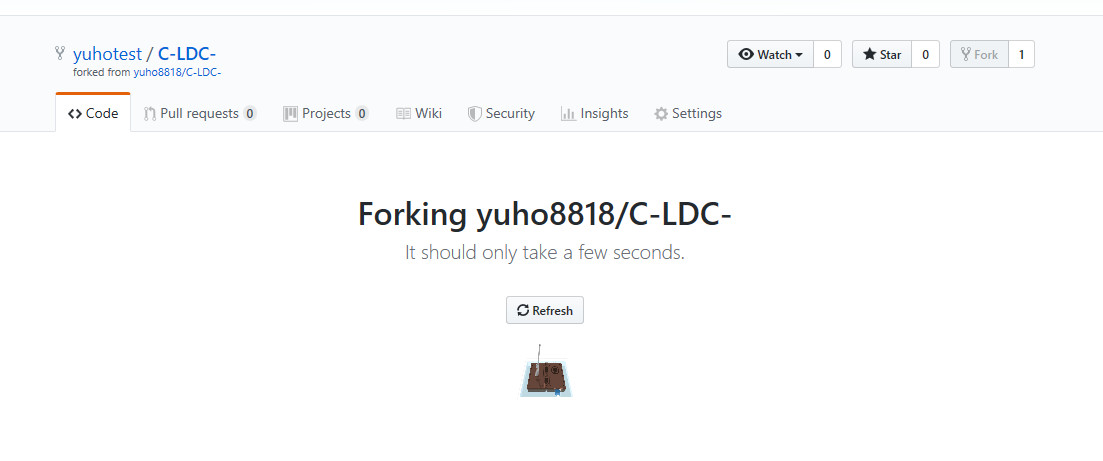 yuhotest / C-LDC-
forked from yuho8818/C-LDC-
Watch 0 Star 0 Fork 1
Code Pull requests 0 Projects 0 Wiki Security Insights Settings
Forking yuho8818/C-LDC-
It should only take a few seconds.
Refresh